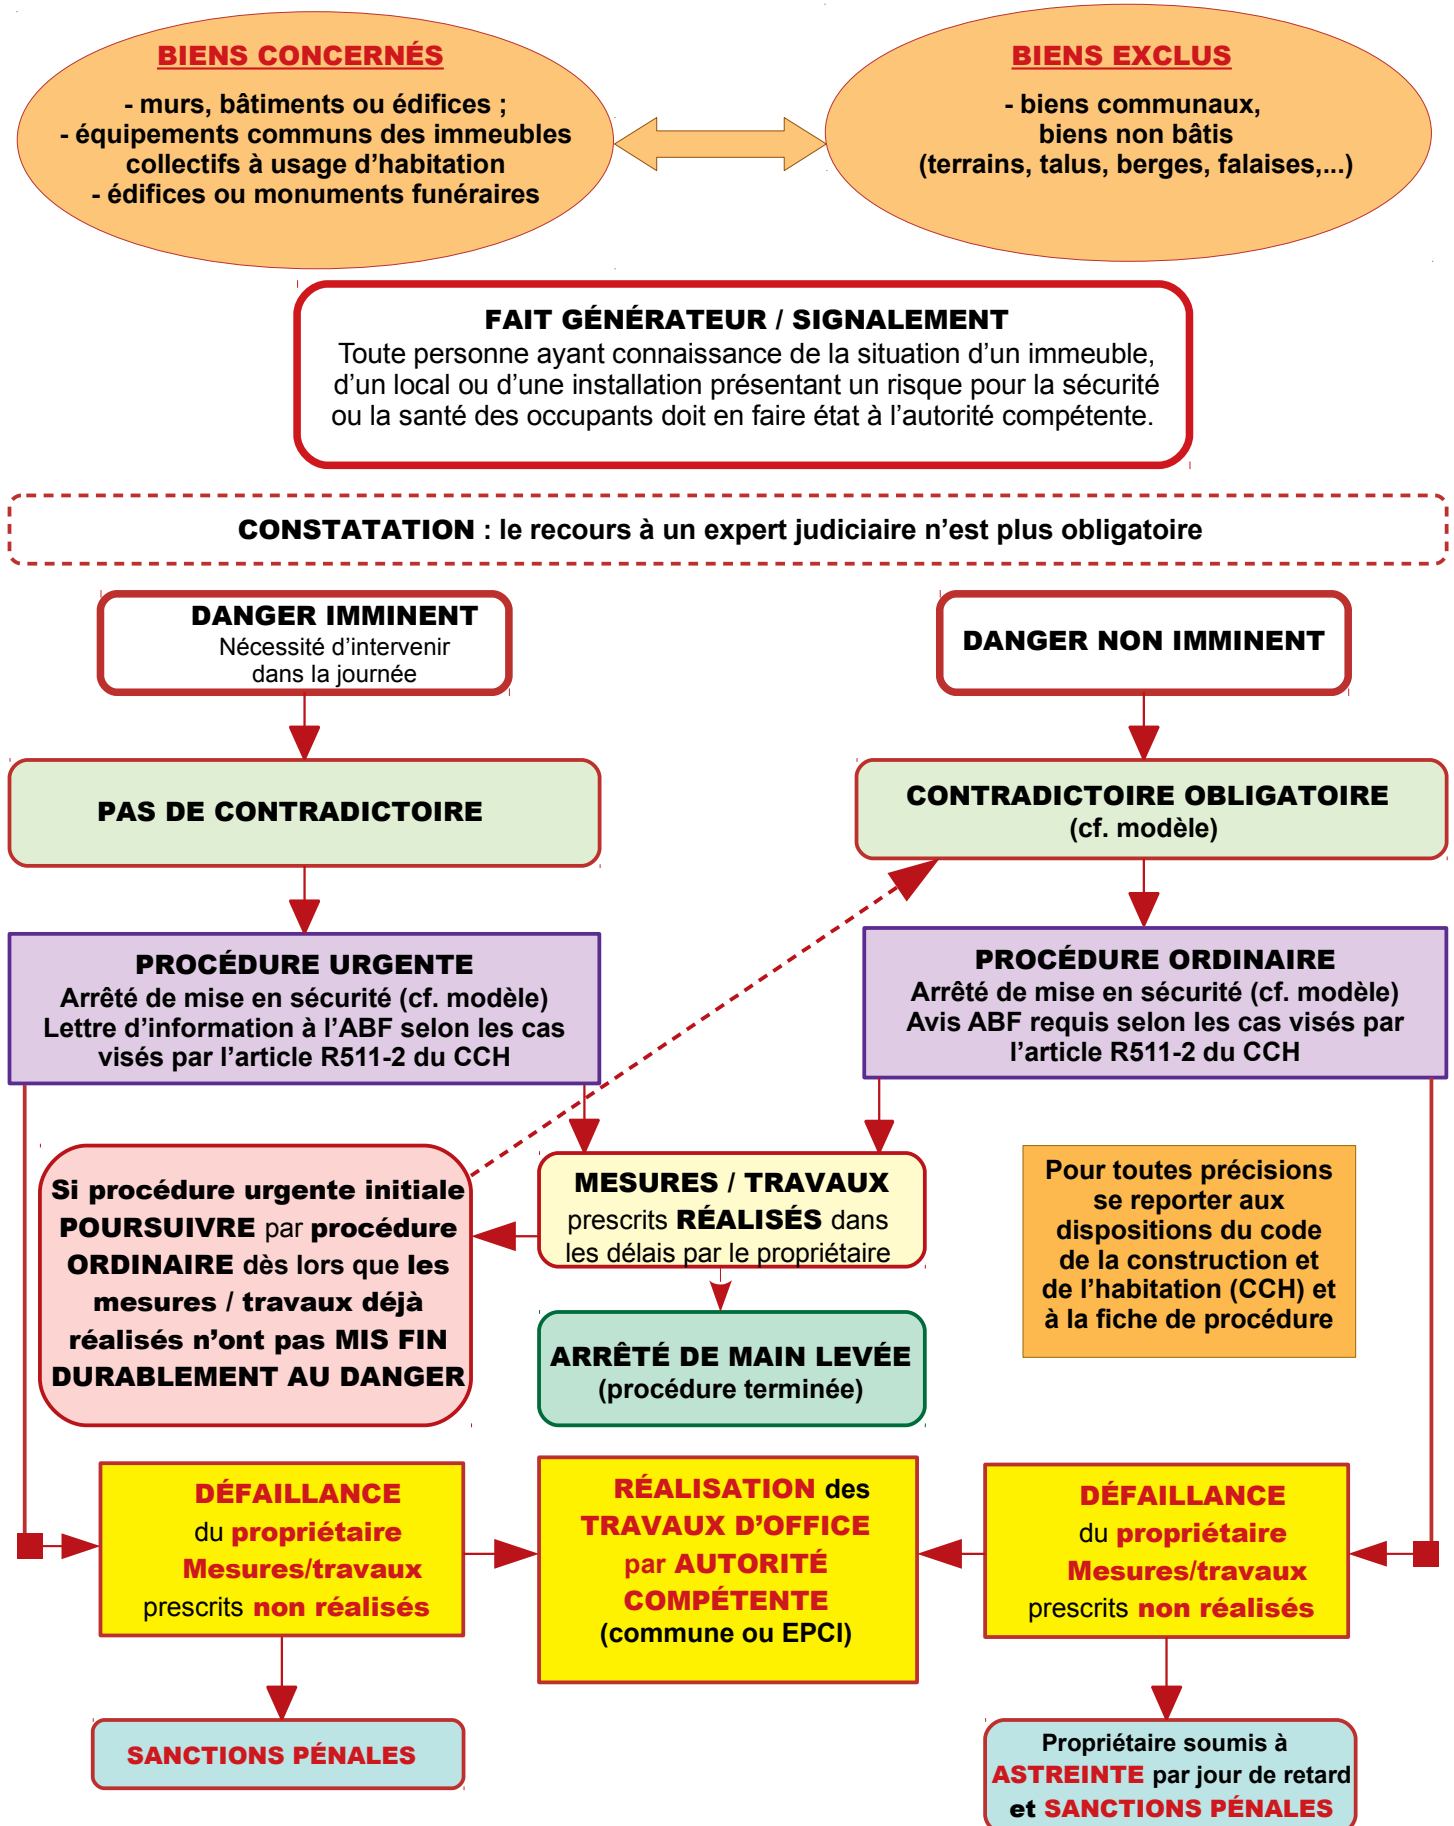 BIENS CONCERNÉS
- murs, bâtiments ou édifices ;
- équipements communs des immeubles
collectifs à usage d'habitation
- édifices ou monuments funéraires
BIENS EXCLUS
- biens communaux,
biens non bâtis
(terrains, talus, berges, falaises,...)
FAIT GÉNÉRATEUR / SIGNALEMENT
Toute personne ayant connaissance de la situation d'un immeuble,
d'un local ou d'une installation présentant un risque pour la sécurité
ou la santé des occupants doit en faire état à l'autorité compétente.
CONSTATATION : le recours à un expert judiciaire n'est plus obligatoire
DANGER IMMINENT
Nécessité d'intervenir
dans la journée
DANGER NON IMMINENT
PAS DE CONTRADICTOIRE
CONTRADICTOIRE OBLIGATOIRE
(cf. modèle)
PROCÉDURE URGENTE
Arrêté de mise en sécurité (cf. modèle)
Lettre d'information à l'ABF selon les cas
visés par l'article R511-2 du CCH
PROCÉDURE ORDINAIRE
Arrêté de mise en sécurité (cf. modèle)
Avis ABF requis selon les cas visés par
l'article R511-2 du CCH
Si procédure urgente initiale
POURSUIVRE par procédure
ORDINAIRE dès lors que les
mesures / travaux déjà
réalisés n'ont pas MIS FIN
DURABLEMENT AU DANGER
MESURES / TRAVAUX
prescrits RÉALISÉS dans
les délais par le propriétaire
Pour toutes précisions
se reporter aux
dispositions du code
de la construction et
de l'habitation (CCH) et
à la fiche de procédure
ARRÊTÉ DE MAIN LEVÉE
(procédure terminée)
DÉFAILLANCE
du propriétaire
Mesures/travaux
prescrits non réalisés
RÉALISATION des
TRAVAUX D'OFFICE
par AUTORITÉ
COMPÉTENTE
(commune ou EPCI)
DÉFAILLANCE
du propriétaire
Mesures/travaux
prescrits non réalisés
SANCTIONS PÉNALES
Propriétaire soumis à
ASTREINTE par jour de retard
et SANCTIONS PÉNALES